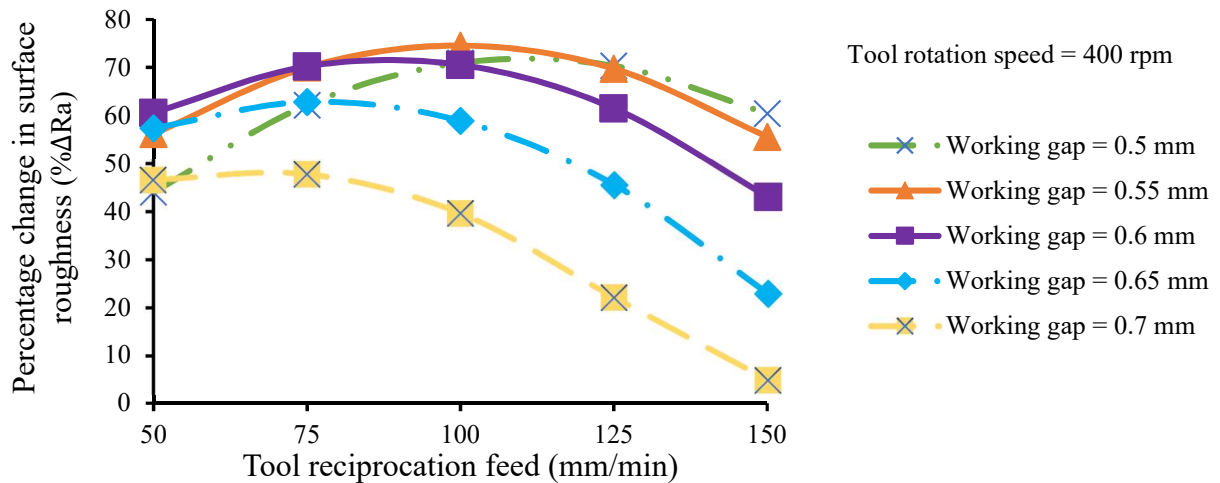 Percentage change in surface
roughness (%ΔRa)
80
70
60
50
40
30
20
10
0
50
75
100
125
150
Tool reciprocation feed (mm/min)
Tool rotation speed = 400 rpm
Working gap = 0.5 mm
Working gap = 0.55 mm
Working gap = 0.6 mm
Working gap = 0.65 mm
Working gap = 0.7 mm